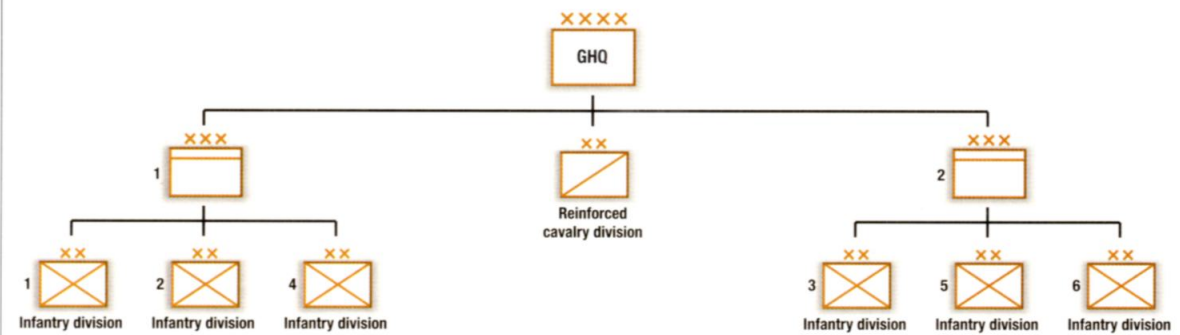 XXXX
GHQ
XXX
XX
XXX
1
2
Reinforced
cavalry division
XX
XX
XX
XX
XX
XX
1
2
4
3
5
6
Infantry division
Infantry division
Infantry division
Infantry division
Infantry division
Infantry division